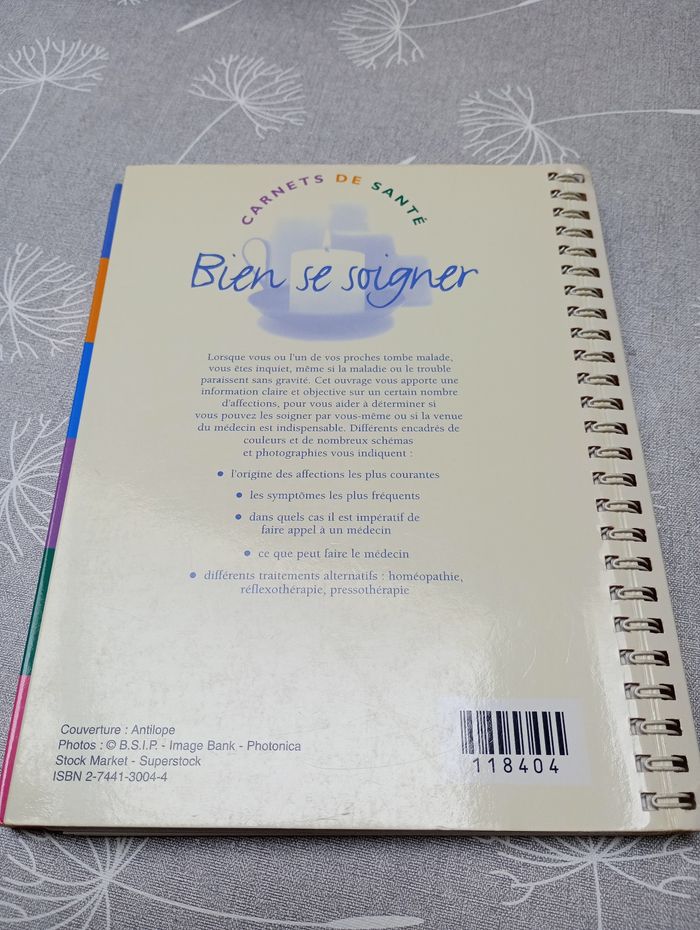 CARNETS DE SANTÉ
Bien se soigner
Lorsque vous ou l'un de vos proches tombe malade,
vous êtes inquiet, même si la maladie ou le trouble
paraissent sans gravité. Cet ouvrage vous apporte une
information claire et objective sur un certain nombre
d'affections, pour vous aider à déterminer si
vous pouvez les soigner par vous-même ou si la venue
du médecin est indispensable. Différents encadrés de
couleurs et de nombreux schémas
et photographies vous indiquent :
• l'origine des affections les plus courantes
• les symptômes les plus fréquents
• dans quels cas il est impératif de
faire appel à un médecin
• ce que peut faire le médecin
• différents traitements alternatifs : homéopathie,
réflexothérapie, pressothérapie
Couverture : Antilope
Photos : © B.S.I.P. - Image Bank - Photonica
Stock Market - Superstock
ISBN 2-7441-3004-4
118404